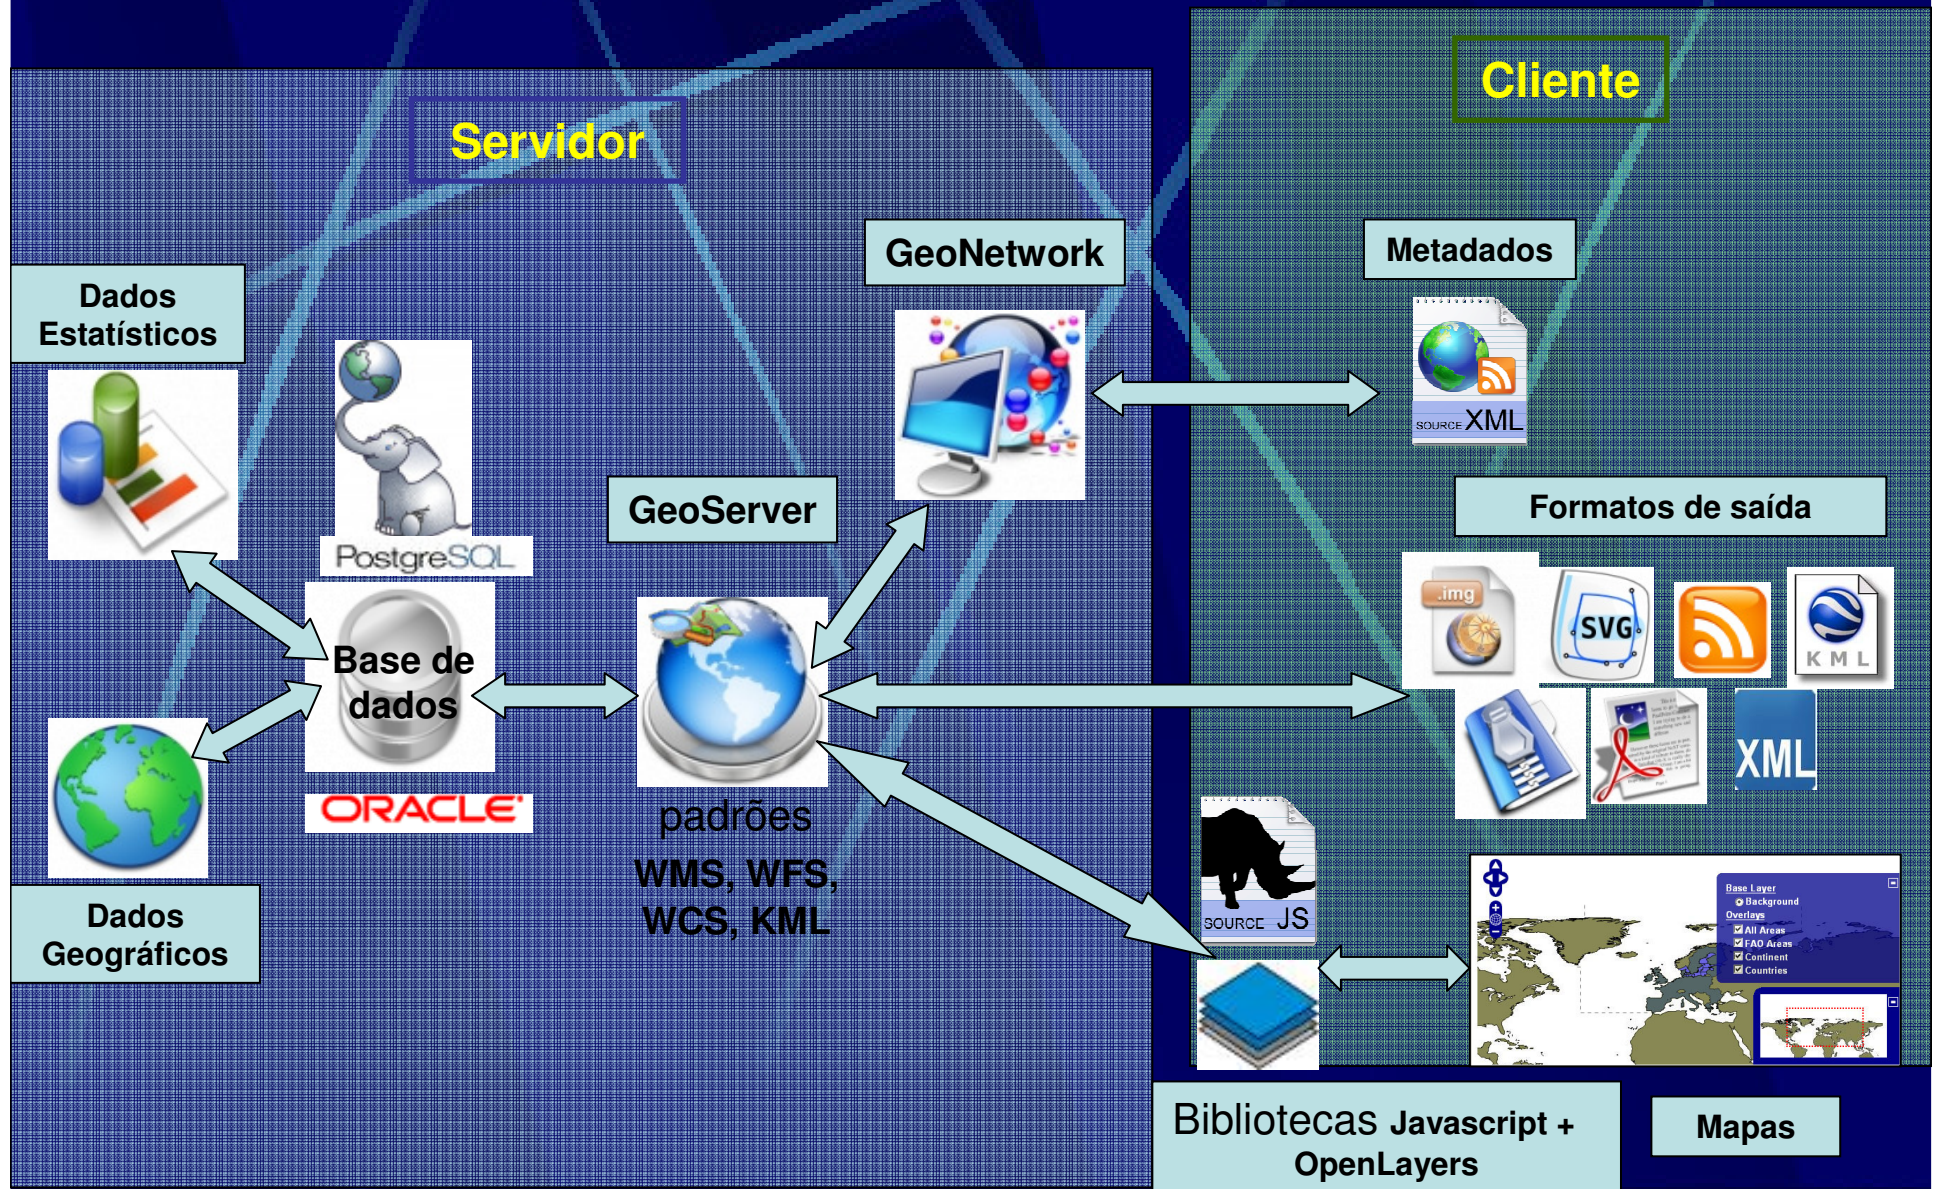 Cliente
Servidor
GeoNetwork
Metadados
Dados
Estatísticos
SOURCE XML
PostgreSQL
GeoServer
Formatos de saída
.img
SVG
KML
Base de
dados
XML
ORACLE
padrões
WMS, WFS,
WCS, KML
SOURCE JS
Base Layer
Background
Overlays
All Areas
FAO Areas
Continent
Countries
Dados
Geográficos
Bibliotecas Javascript +
OpenLayers
Mapas